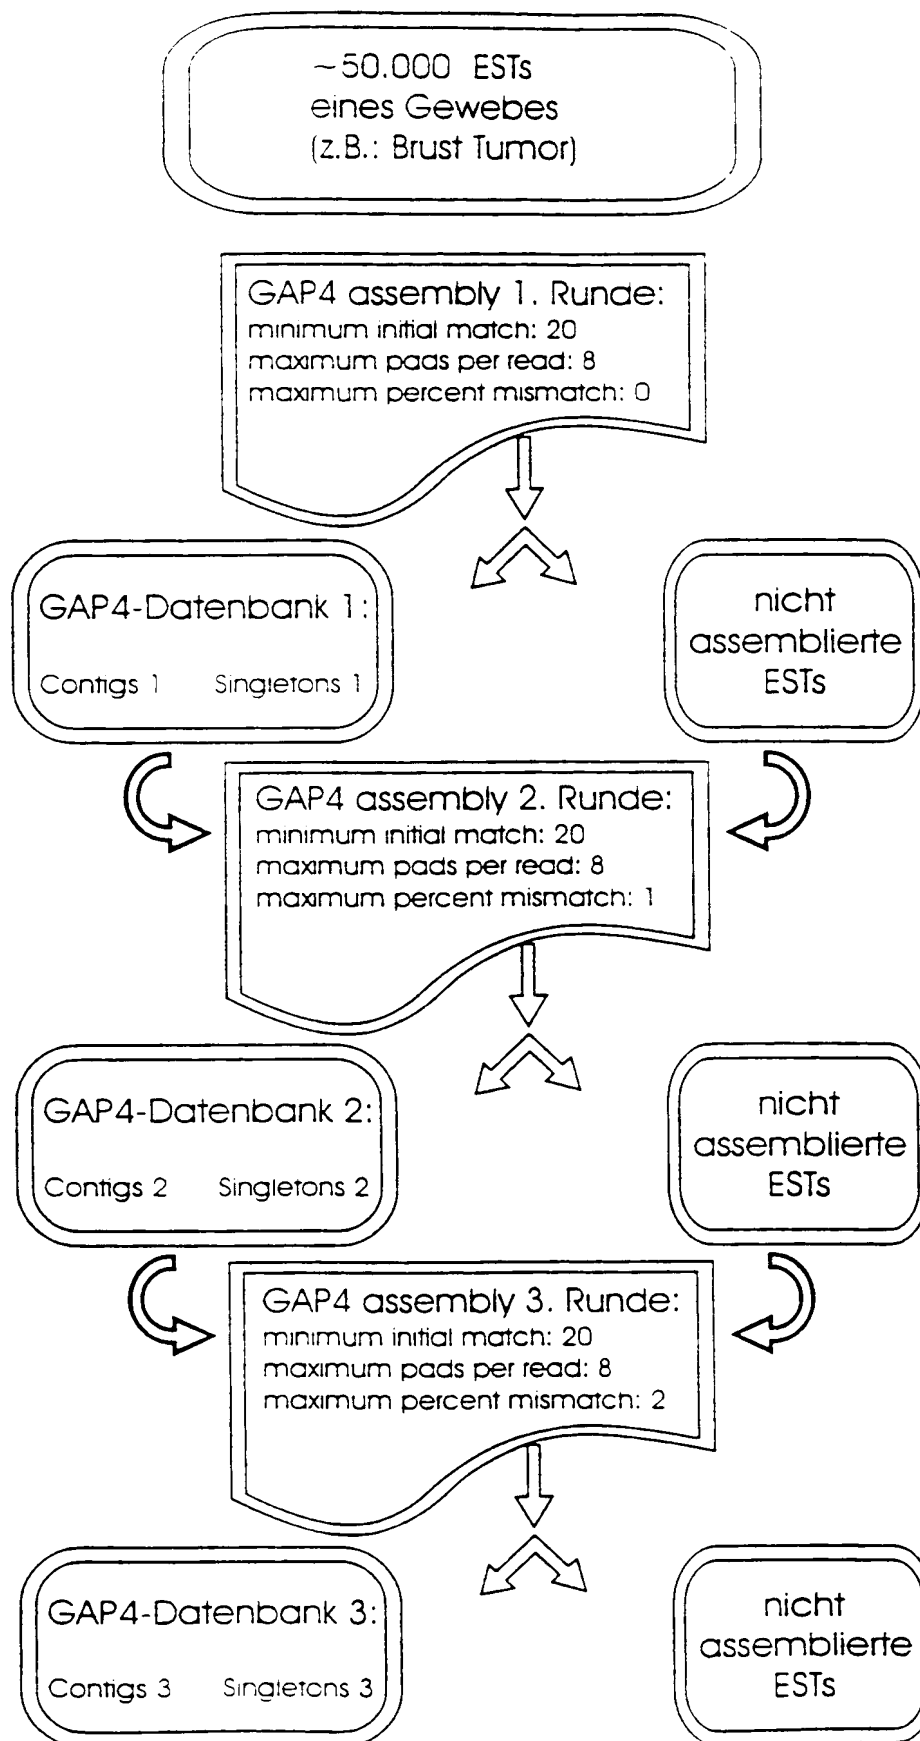 ~50.000 ESTs
eines Gewebes
(z.B.: Brust Tumor)
GAP4 assembly 1. Runde:
minimum initial match: 20
maximum pads per read: 8
maximum percent mismatch: 0
GAP4-Datenbank 1:
Contigs 1 Singletons 1
nicht
assemblierte
ESTs
GAP4 assembly 2. Runde:
minimum initial match: 20
maximum pads per read: 8
maximum percent mismatch: 1
GAP4-Datenbank 2:
Contigs 2 Singletons 2
nicht
assemblierte
ESTs
GAP4 assembly 3. Runde:
minimum initial match: 20
maximum pads per read: 8
maximum percent mismatch: 2
GAP4-Datenbank 3:
Contigs 3 Singletons 3
nicht
assemblierte
ESTs